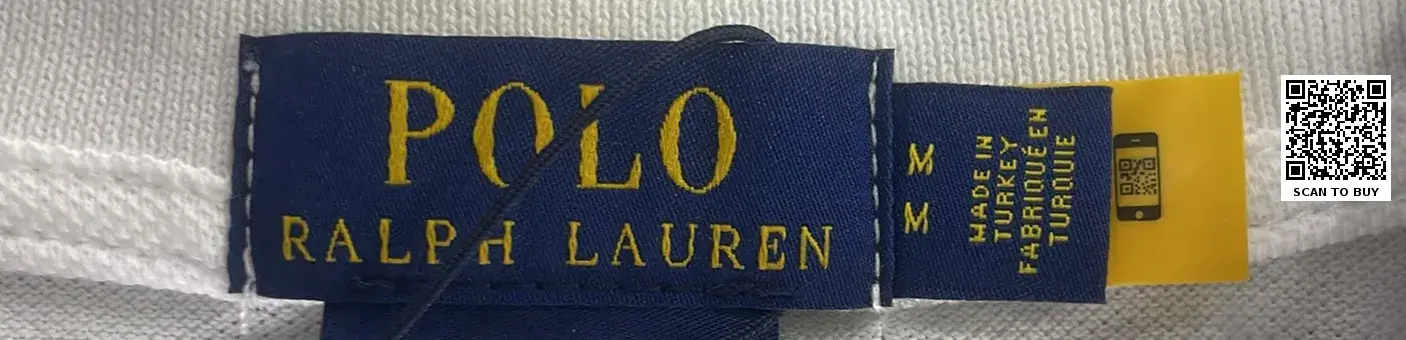 POLO
RALPH LAUREN
M M
MADE IN
TURKEY
FABRIQUÉ EN
TURQUIE
SCAN TO BUY